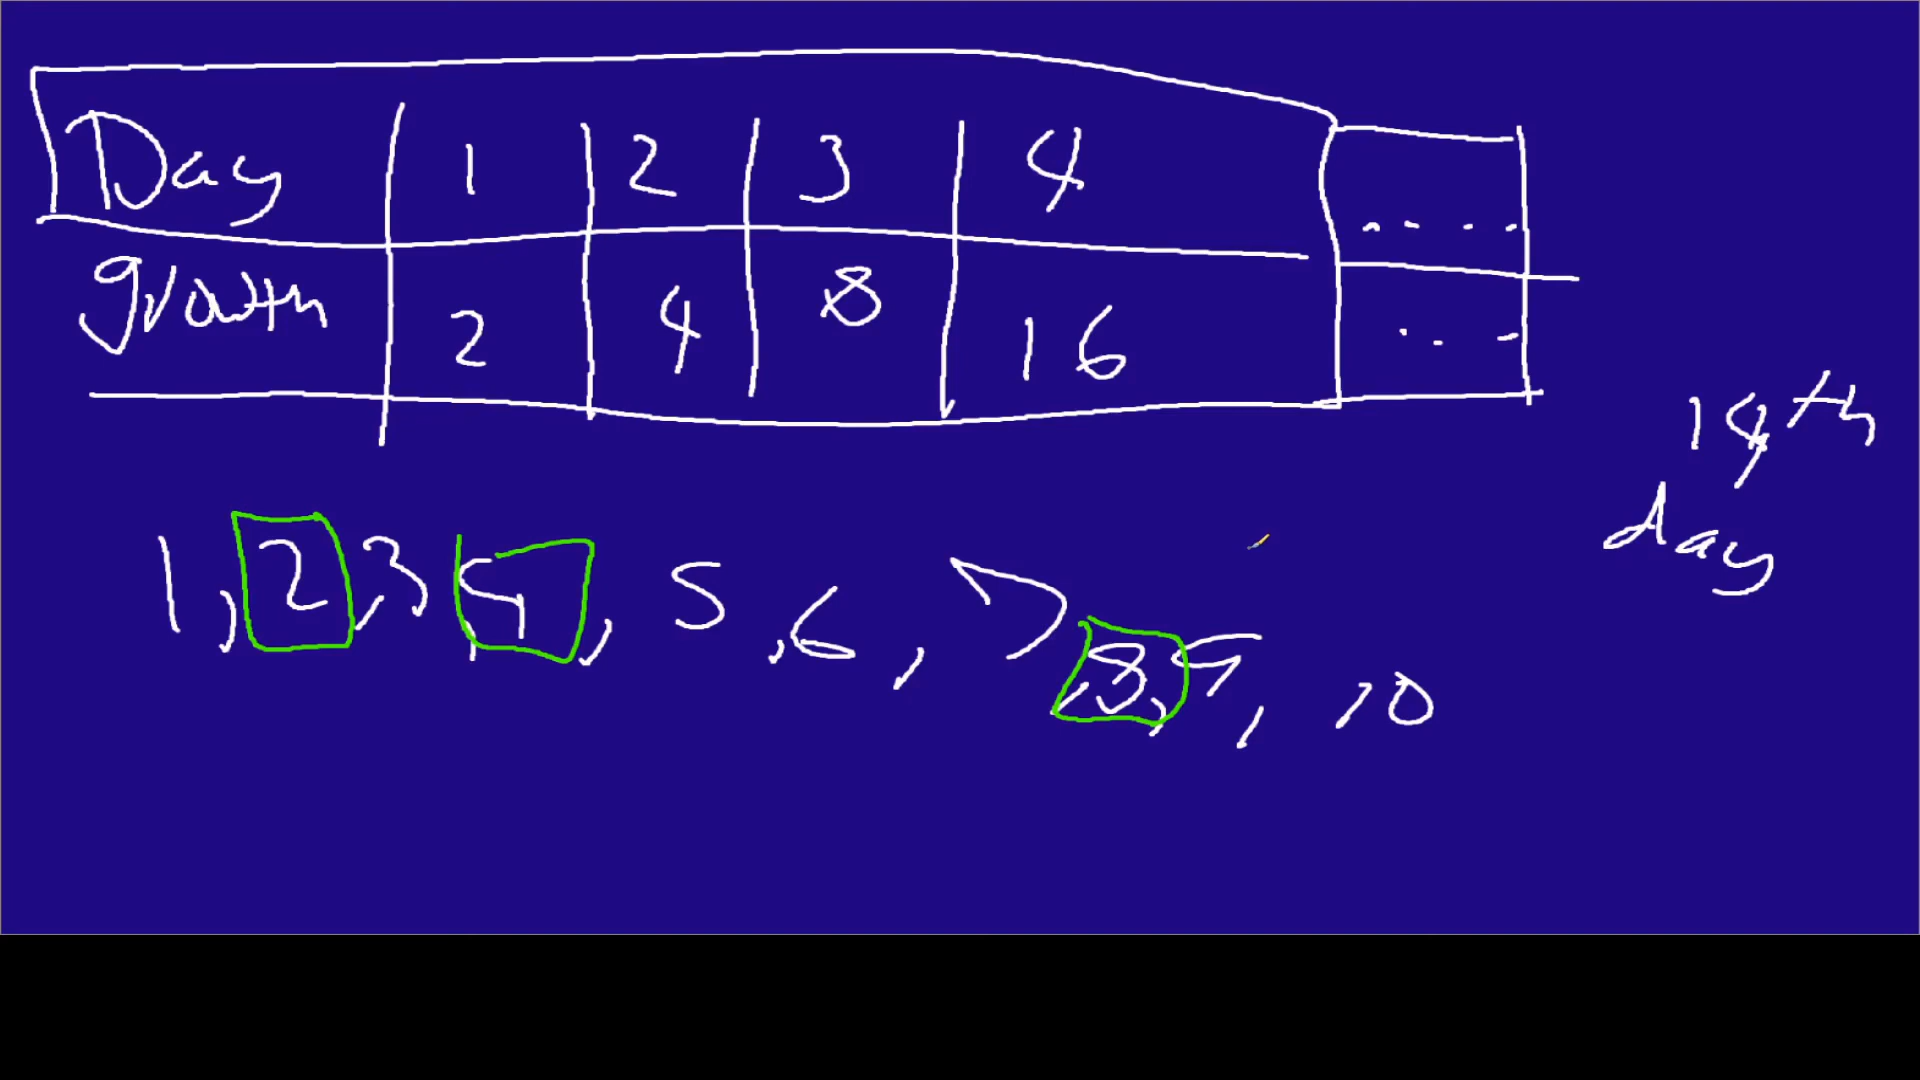 Day 1 2 3 4 ....
growth 2 4 8 16 ...
14th
day
1, 2, 3, 4, 5, 6, 7, 8, 9, 10